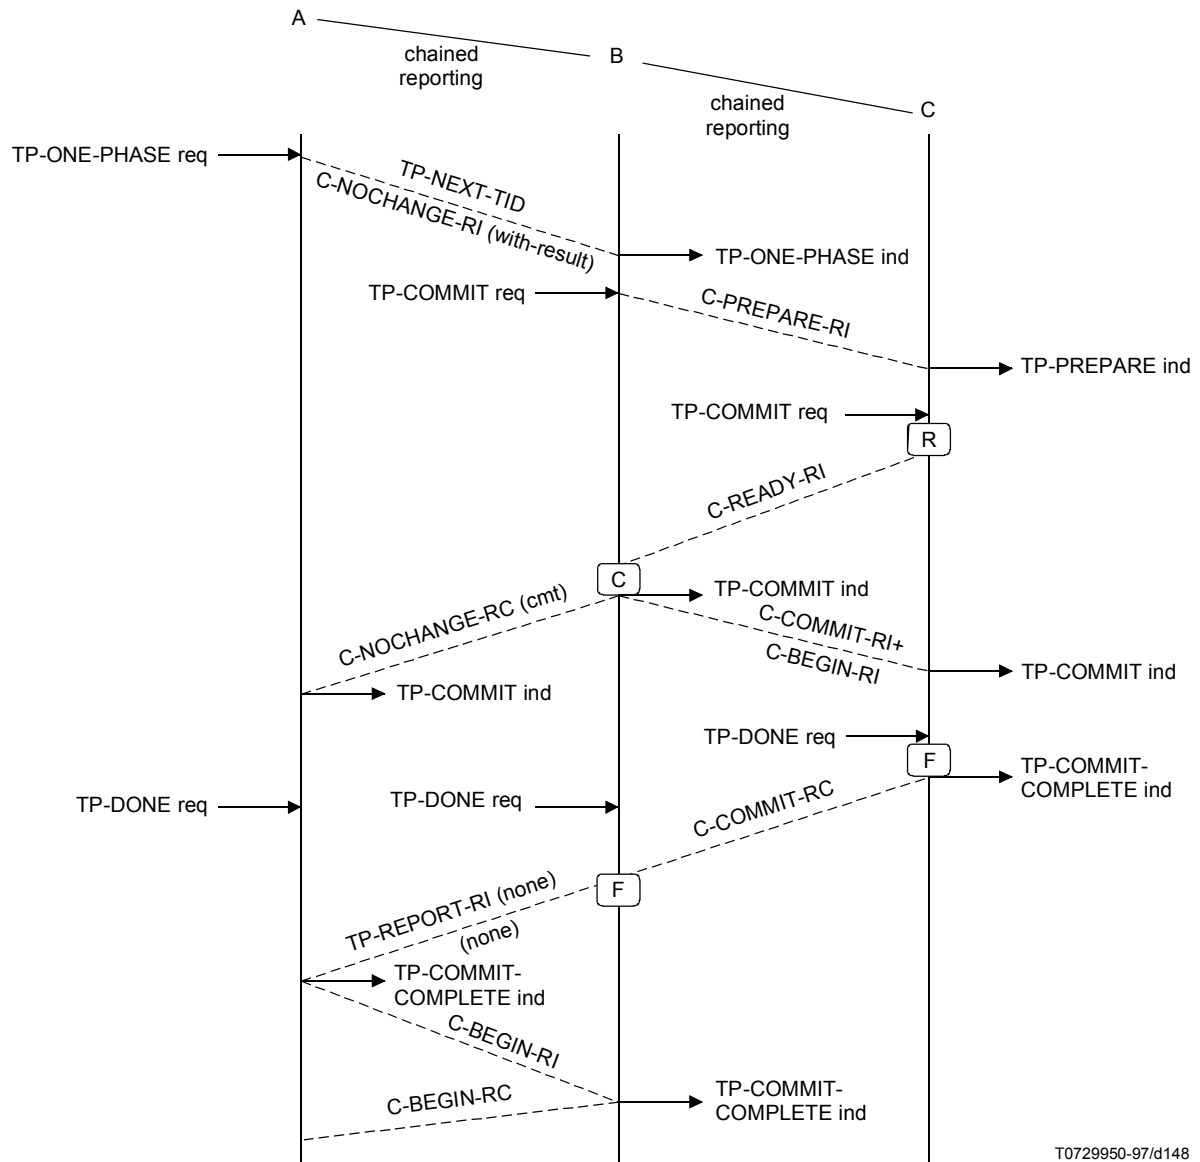 A
chained
reporting
B
chained
reporting
C
TP-ONE-PHASE req
TP-NEXT-TID
C-NOCHANGE-RI (with-result)
TP-ONE-PHASE ind
TP-COMMIT req
C-PREPARE-RI
TP-PREPARE ind
TP-COMMIT req
R
C-READY-RI
C
TP-COMMIT ind
C-NOCHANGE-RC (cmt)
C-COMMIT-RI+
C-BEGIN-RI
TP-COMMIT ind
TP-COMMIT ind
TP-DONE req
F
TP-COMMIT-
COMPLETE ind
TP-DONE req
TP-DONE req
C-COMMIT-RC
F
TP-REPORT-RI (none)
(none)
TP-COMMIT-
COMPLETE ind
C-BEGIN-RI
C-BEGIN-RC
TP-COMMIT-
COMPLETE ind
T0729950-97/d148